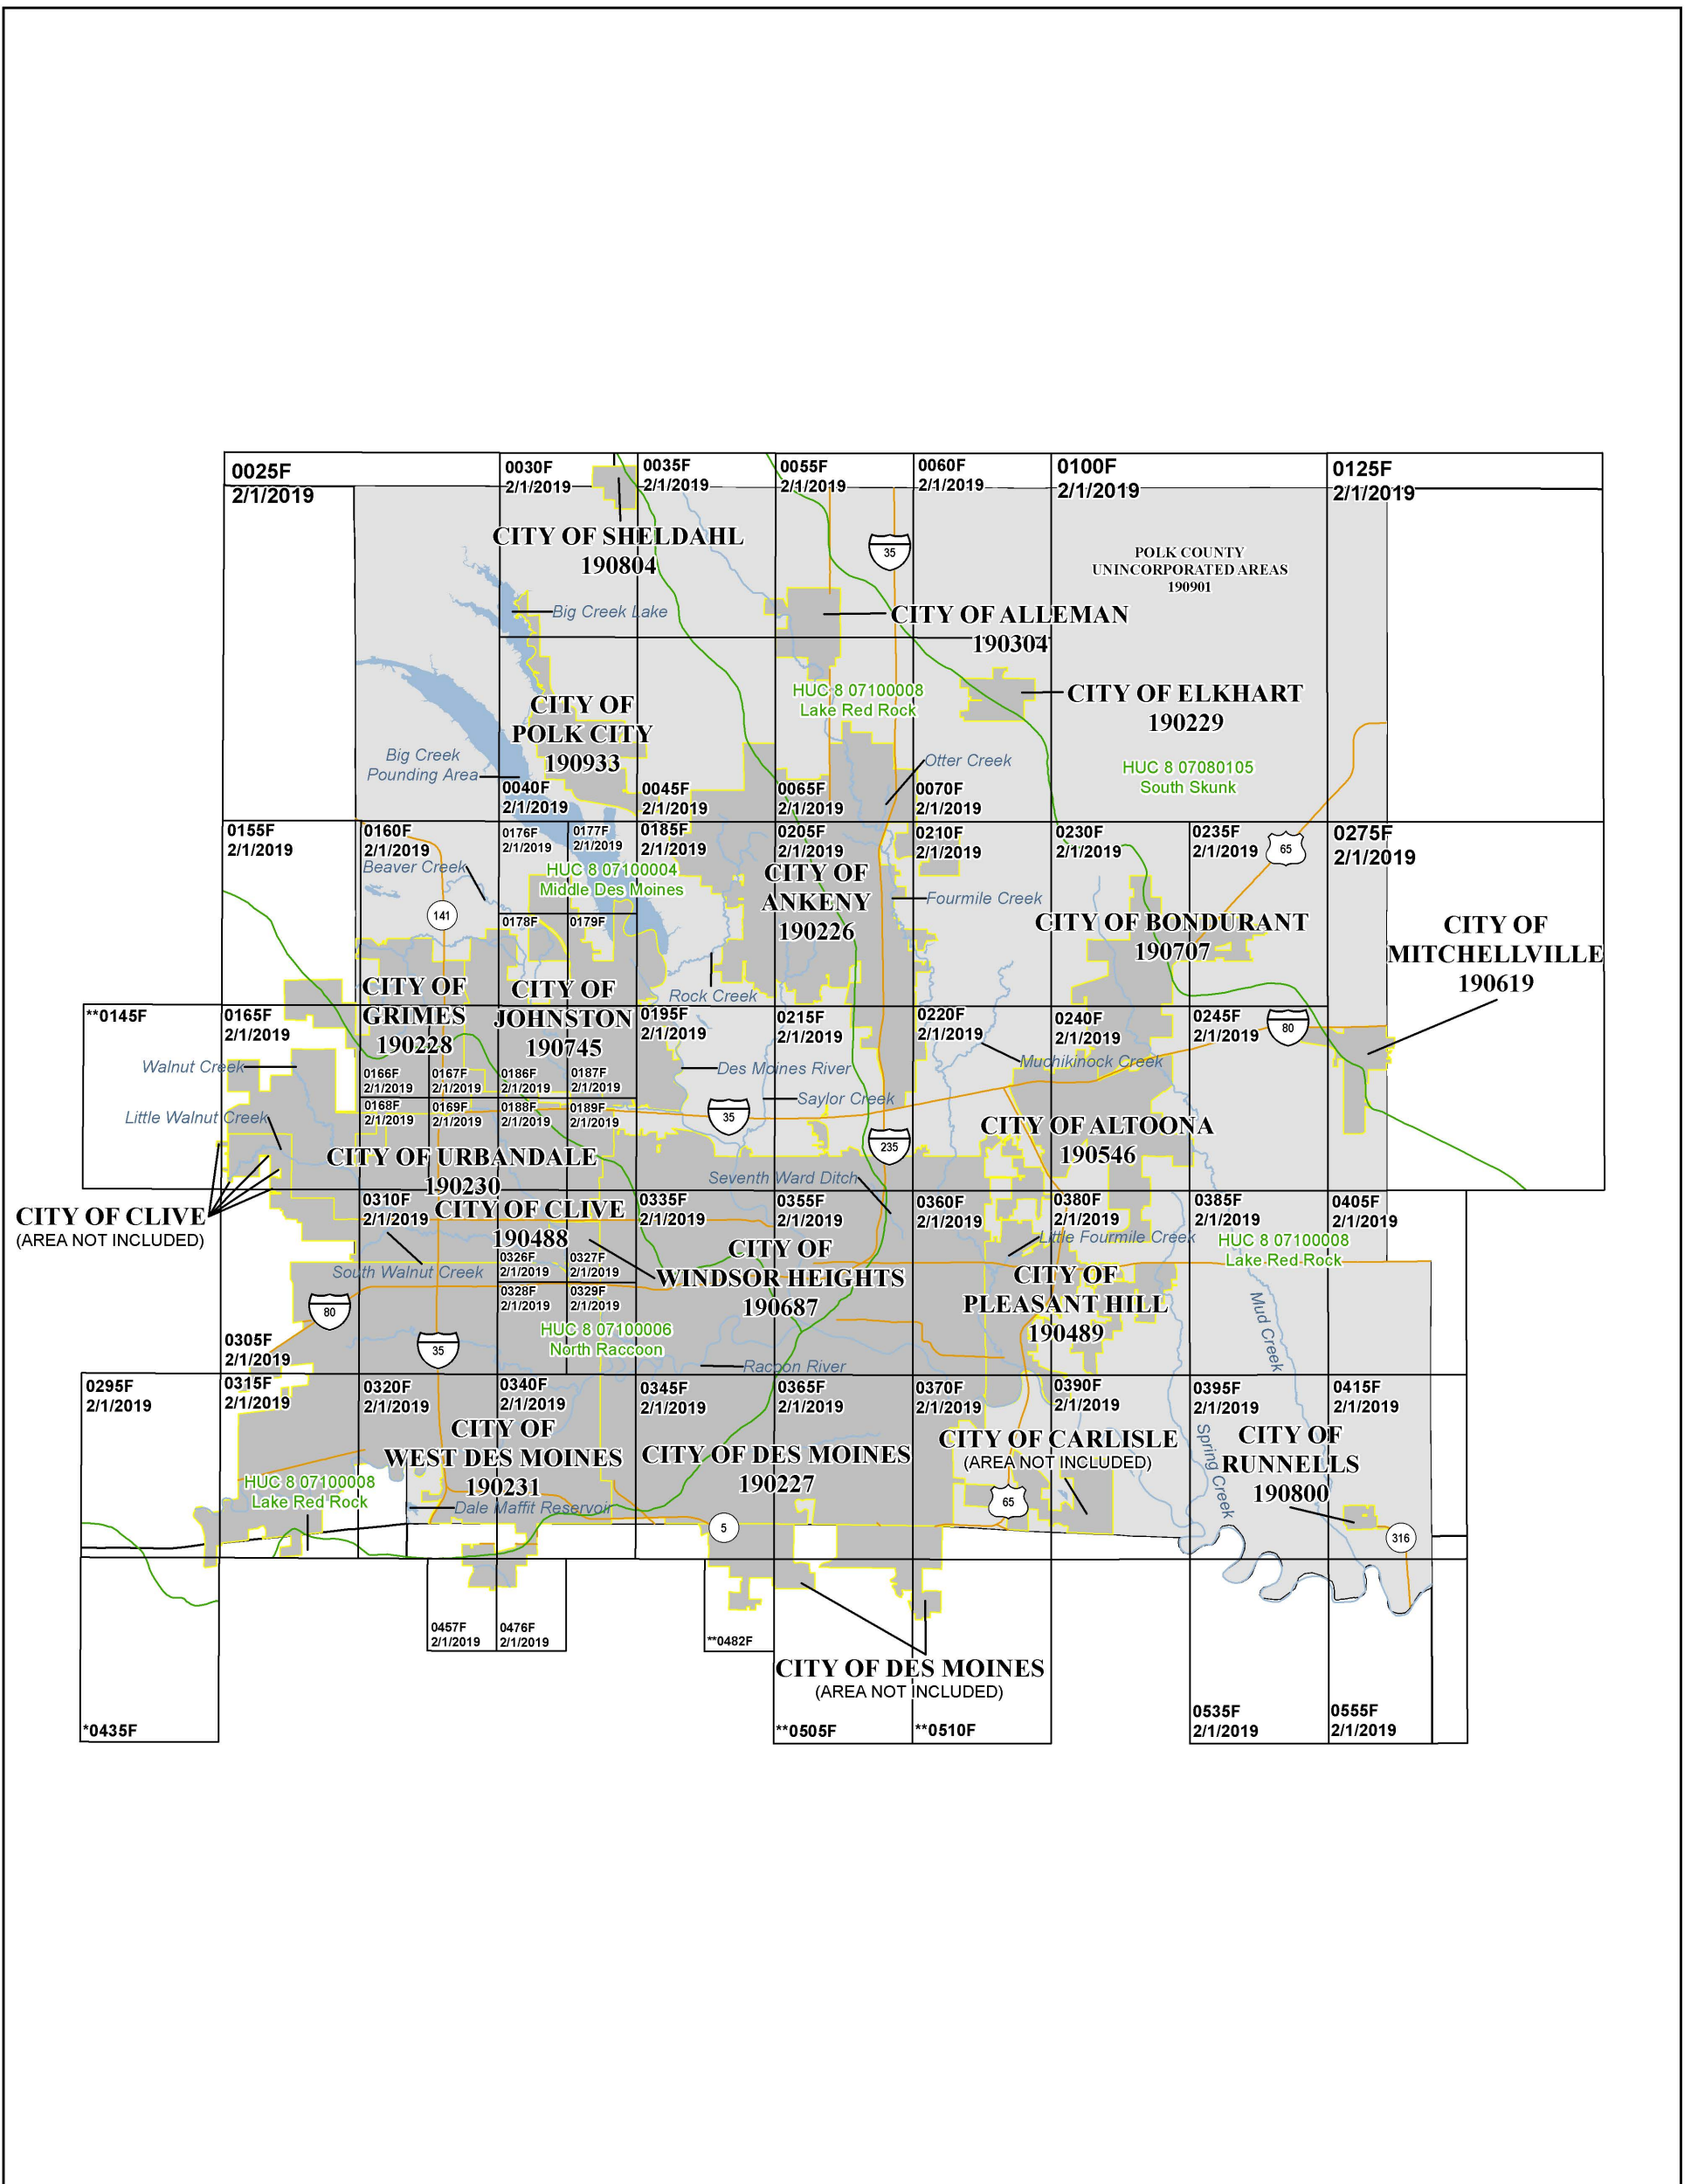 0025F
2/1/2019
0030F
2/1/2019
0035F
2/1/2019
0055F
2/1/2019
0060F
2/1/2019
0100F
2/1/2019
0125F
2/1/2019
CITY OF SHELDAHL
190804
35
POLK COUNTY
UNINCORPORATED AREAS
190901
Big Creek Lake
CITY OF ALLEMAN
190304
HUC 8 07100008
Lake Red Rock
CITY OF ELKHART
190229
CITY OF
POLK CITY
190933
Big Creek
Pounding Area
Otter Creek
HUC 8 07080105
South Skunk
0040F
2/1/2019
0045F
2/1/2019
0065F
2/1/2019
0070F
2/1/2019
0155F
2/1/2019
0160F
2/1/2019
0176F
2/1/2019
0177F
2/1/2019
0185F
2/1/2019
0205F
2/1/2019
0210F
2/1/2019
0230F
2/1/2019
0235F
2/1/2019
65
0275F
2/1/2019
Beaver Creek
HUC 8 07100004
Middle Des Moines
CITY OF
ANKENY
190226
Fourmile Creek
141
0178F
0179F
CITY OF BONDURANT
190707
CITY OF
MITCHELLVILLE
190619
CITY OF
GRIMES
190228
CITY OF
JOHNSTON
190745
Rock Creek
**0145F
0165F
2/1/2019
0195F
2/1/2019
0215F
2/1/2019
0220F
2/1/2019
0240F
2/1/2019
0245F
2/1/2019
80
Walnut Creek
0166F
2/1/2019
0167F
2/1/2019
0186F
2/1/2019
0187F
2/1/2019
Des Moines River
Muchikinock Creek
Saylor Creek
0168F
2/1/2019
0169F
2/1/2019
0188F
2/1/2019
0189F
2/1/2019
35
Little Walnut Creek
235
CITY OF ALTOONA
190546
CITY OF URBANDALE
190230
Seventh Ward Ditch
CITY OF CLIVE
(AREA NOT INCLUDED)
0310F
2/1/2019
CITY OF CLIVE
190488
0335F
2/1/2019
0355F
2/1/2019
0360F
2/1/2019
0380F
2/1/2019
0385F
2/1/2019
0405F
2/1/2019
Little Fourmile Creek
HUC 8 07100008
Lake Red Rock
CITY OF
WINDSOR HEIGHTS
190687
South Walnut Creek
0326F
2/1/2019
0327F
2/1/2019
0328F
2/1/2019
0329F
2/1/2019
CITY OF
PLEASANT HILL
190489
80
Mud Creek
0305F
2/1/2019
35
HUC 8 07100006
North Raccoon
Racoon River
0295F
2/1/2019
0315F
2/1/2019
0320F
2/1/2019
0340F
2/1/2019
0345F
2/1/2019
0365F
2/1/2019
0370F
2/1/2019
0390F
2/1/2019
0395F
2/1/2019
0415F
2/1/2019
CITY OF
WEST DES MOINES
190231
CITY OF DES MOINES
190227
CITY OF CARLISLE
(AREA NOT INCLUDED)
Spring Creek
CITY OF
RUNNELLS
190800
HUC 8 07100008
Lake Red Rock
Dale Maffit Reservoir
65
5
316
0457F
2/1/2019
0476F
2/1/2019
**0482F
CITY OF DES MOINES
(AREA NOT INCLUDED)
*0435F
**0505F
**0510F
0535F
2/1/2019
0555F
2/1/2019